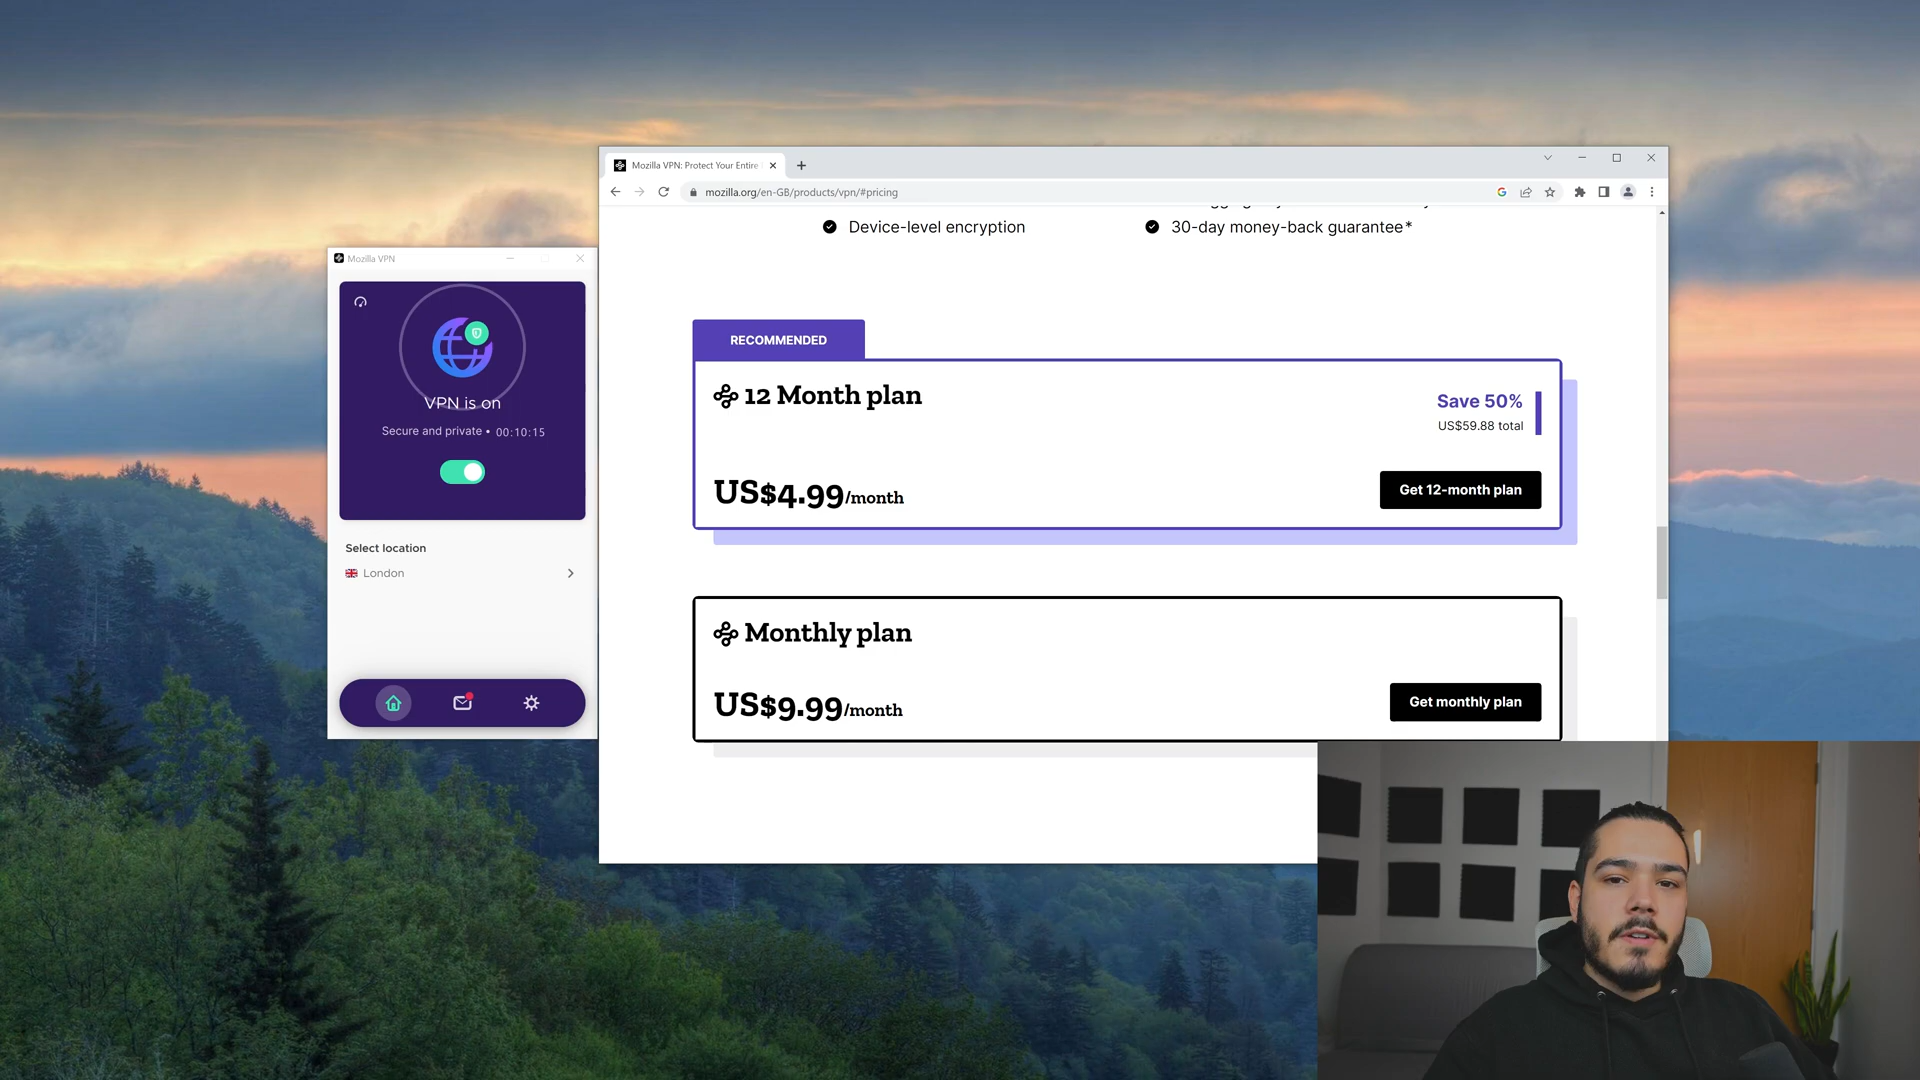 Mozilla VPN: Protect Your Entire
mozilla.org/en-GB/products/vpn/#pricing
Device-level encryption
30-day money-back guarantee*
Mozilla VPN
VPN is on
Secure and private • 00:10:15
Select location
London
RECOMMENDED
12 Month plan
Save 50%
US$59.88 total
US$4.99/month
Get 12-month plan
Monthly plan
US$9.99/month
Get monthly plan